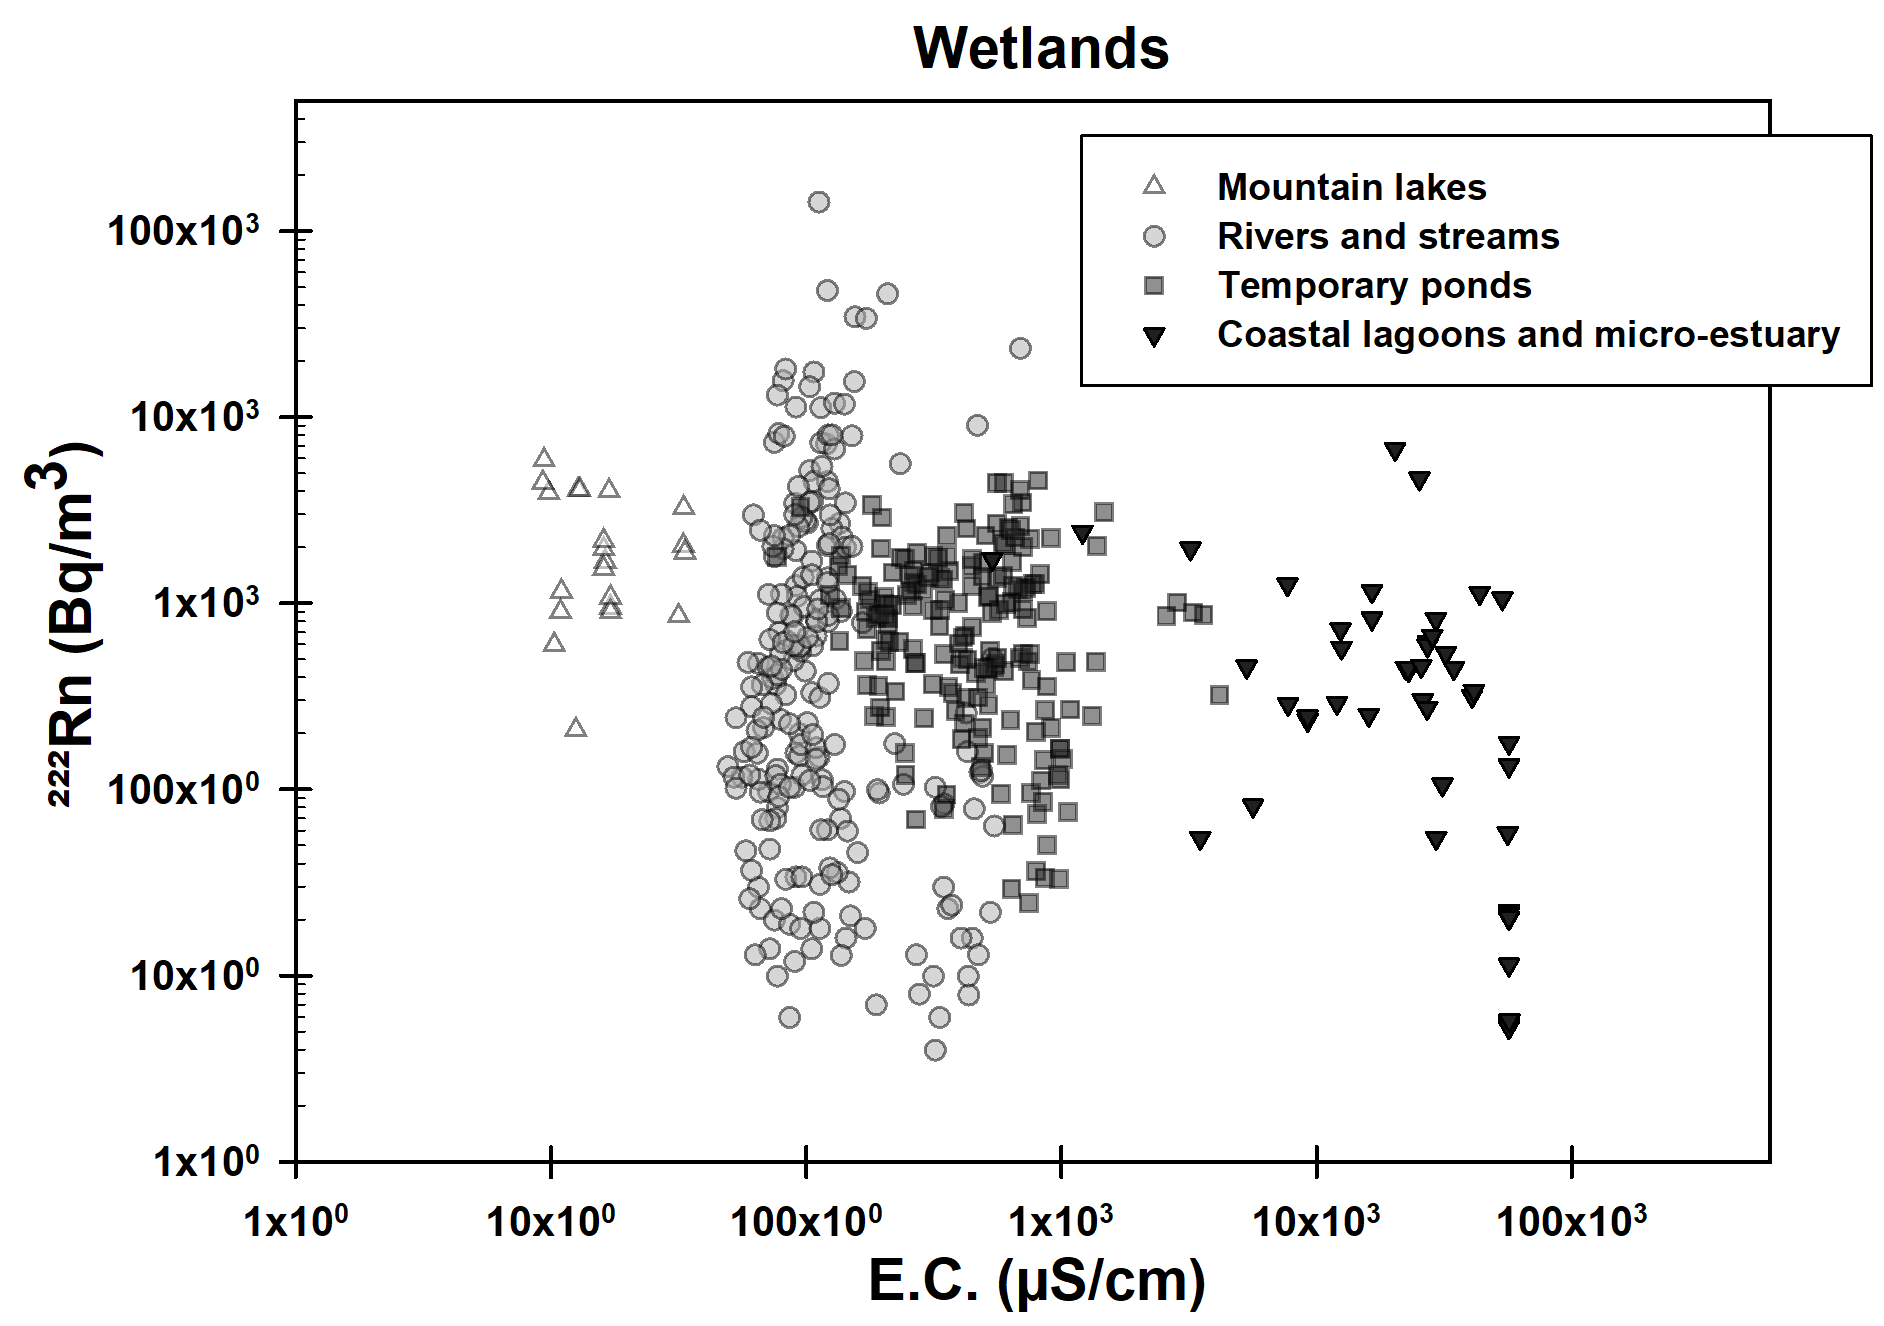 Wetlands
Mountain lakes
Rivers and streams
Temporary ponds
Coastal lagoons and micro-estuary
²²²Rn (Bq/m³)
100x10³
10x10³
1x10³
100x10⁰
10x10⁰
1x10⁰
1x10⁰ 10x10⁰ 100x10⁰ 1x10³ 10x10³ 100x10³
E.C. (µS/cm)